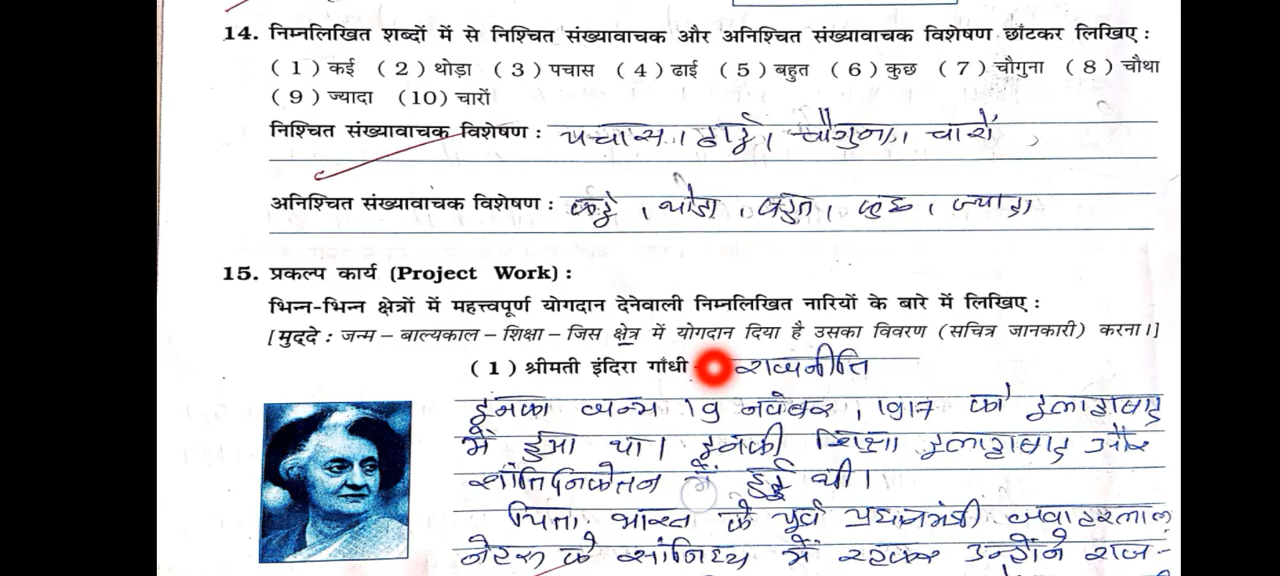 14. निम्नलिखित शब्दों में से निश्चित संख्यावाचक और अनिश्चित संख्यावाचक विशेषण छाँटकर लिखिए :
(1) कई (2) थोड़ा (3) पचास (4) ढाई (5) बहुत (6) कुछ (7) चौगुना (8) चौथा
(9) ज्यादा (10) चारों
निश्चित संख्यावाचक विशेषण : पचास। ढाई। चौगुना। चारों
अनिश्चित संख्यावाचक विशेषण : कई । थोडा । बहुत। कुछ। ज्यादा
15. प्रकल्प कार्य (Project Work) :
भिन्न-भिन्न क्षेत्रों में महत्त्वपूर्ण योगदान देनेवाली निम्नलिखित नारियों के बारे में लिखिए :
[मुद्दे : जन्म – बाल्यकाल – शिक्षा – जिस क्षेत्र में योगदान दिया है उसका विवरण (सचित्र जानकारी) करना।]
(1) श्रीमती इंदिरा गाँधी राजनीति
इनका जन्म 19 नवेबर, 1917 को इलाहाबाद
में हुआ था। इनकी शिक्षा इलाहाबाद और
शांतिनिकेतन में हुई थी।
पिता भारत के पूर्व प्रधानमंत्री जवाहरलाल
नेहरू के सांनिध्य में रहकर उन्होंने राज-